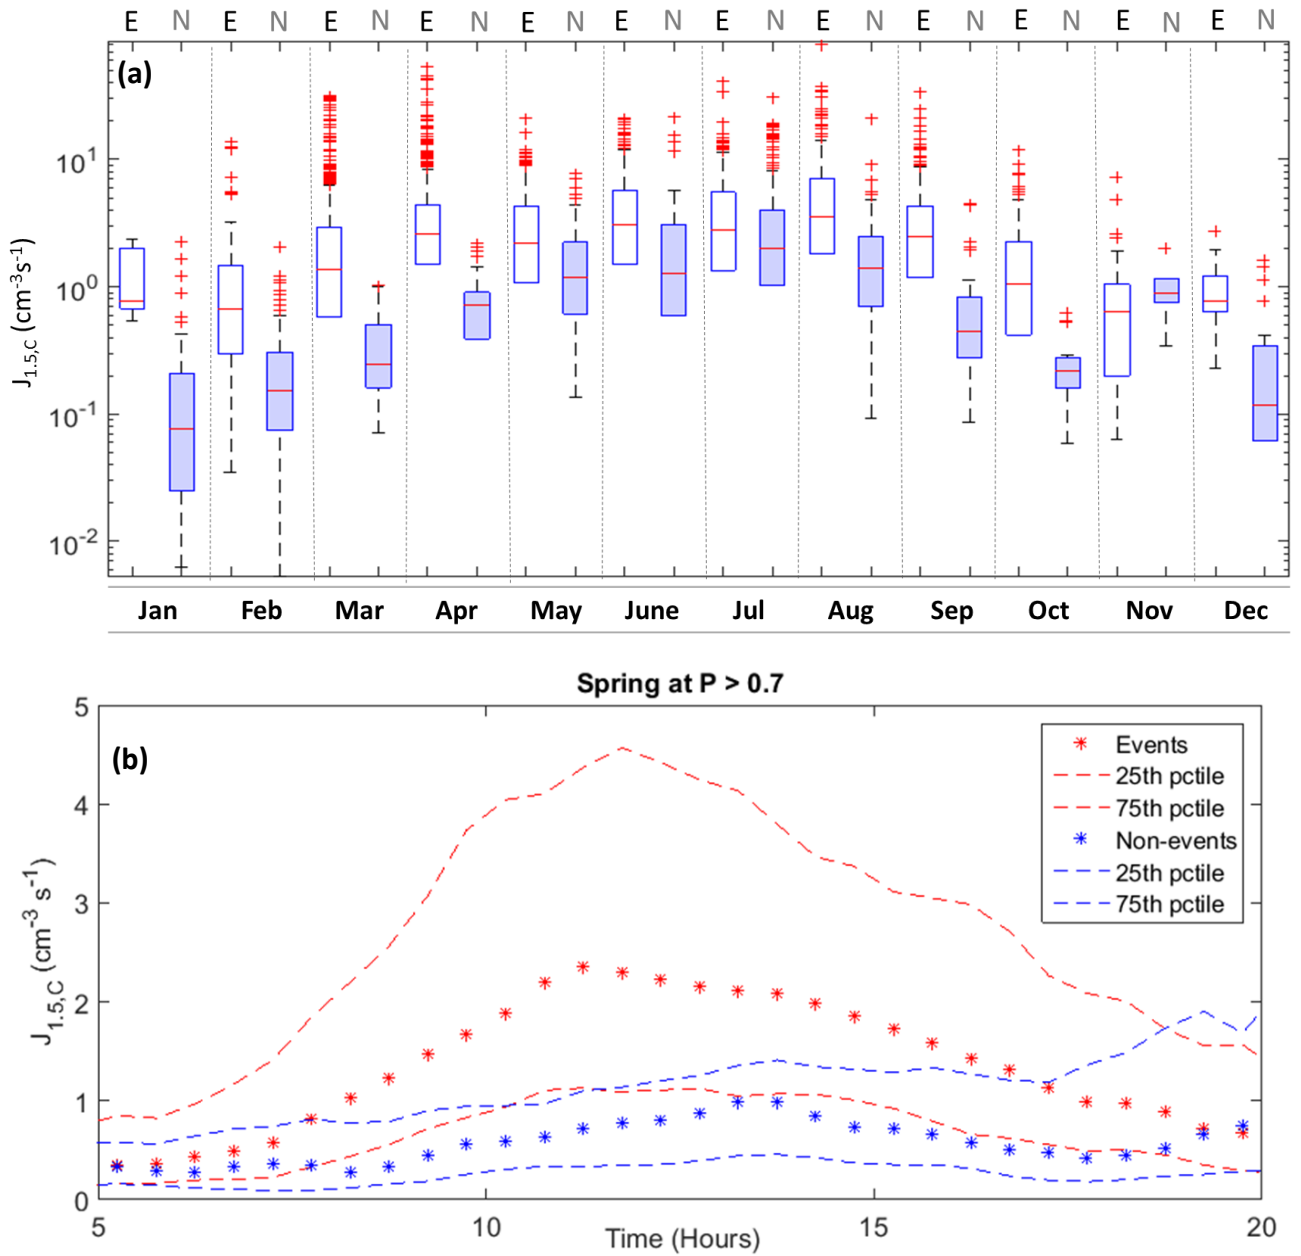 E N E N E N E N E N E N E N E N E N E N E N E N
(a)
10¹
10⁰
10⁻¹
10⁻²
J1.5,C (cm⁻³s⁻¹)
Jan Feb Mar Apr May June Jul Aug Sep Oct Nov Dec
Spring at P > 0.7
(b)
5
4
3
2
1
0
J1.5,C (cm⁻³ s⁻¹)
Events
25th pctile
75th pctile
Non-events
25th pctile
75th pctile
5 10 15 20
Time (Hours)